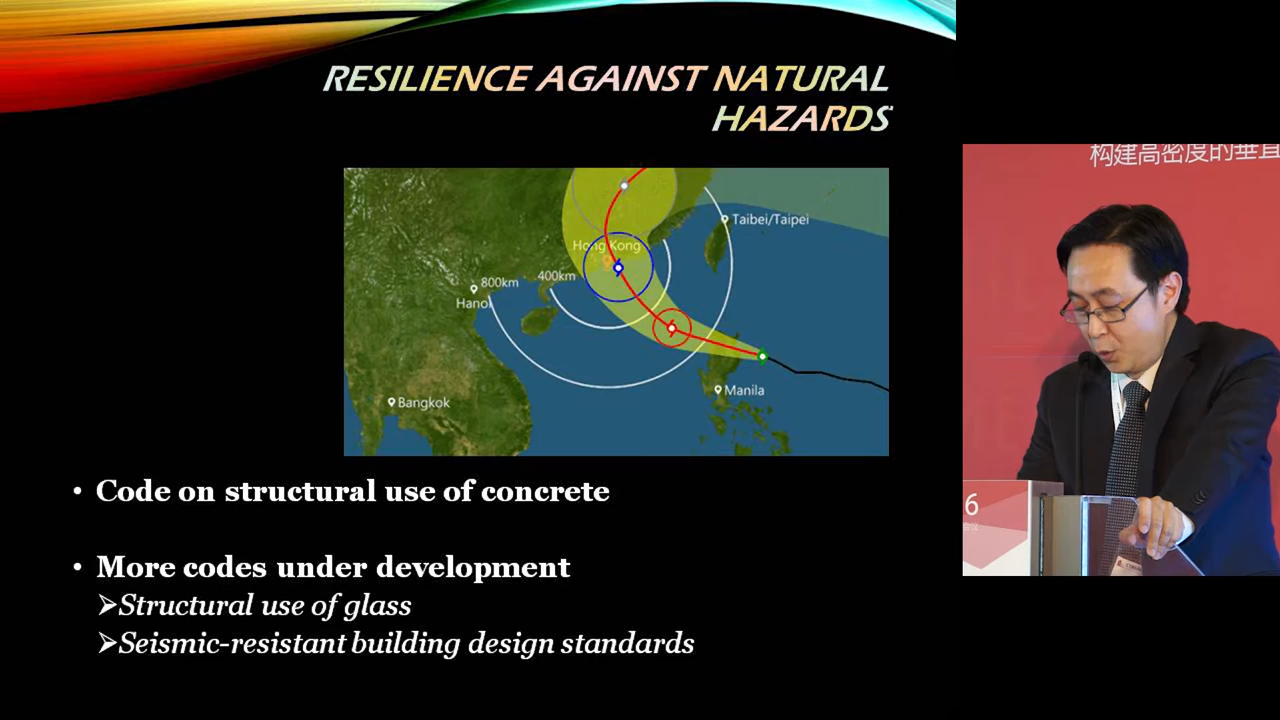 RESILIENCE AGAINST NATURAL
HAZARDS
Taibei/Taipei
Hong Kong
800km
400km
Hanoi
Manila
Bangkok
• Code on structural use of concrete
• More codes under development
➢Structural use of glass
➢Seismic-resistant building design standards
构建高密度的垂直
6